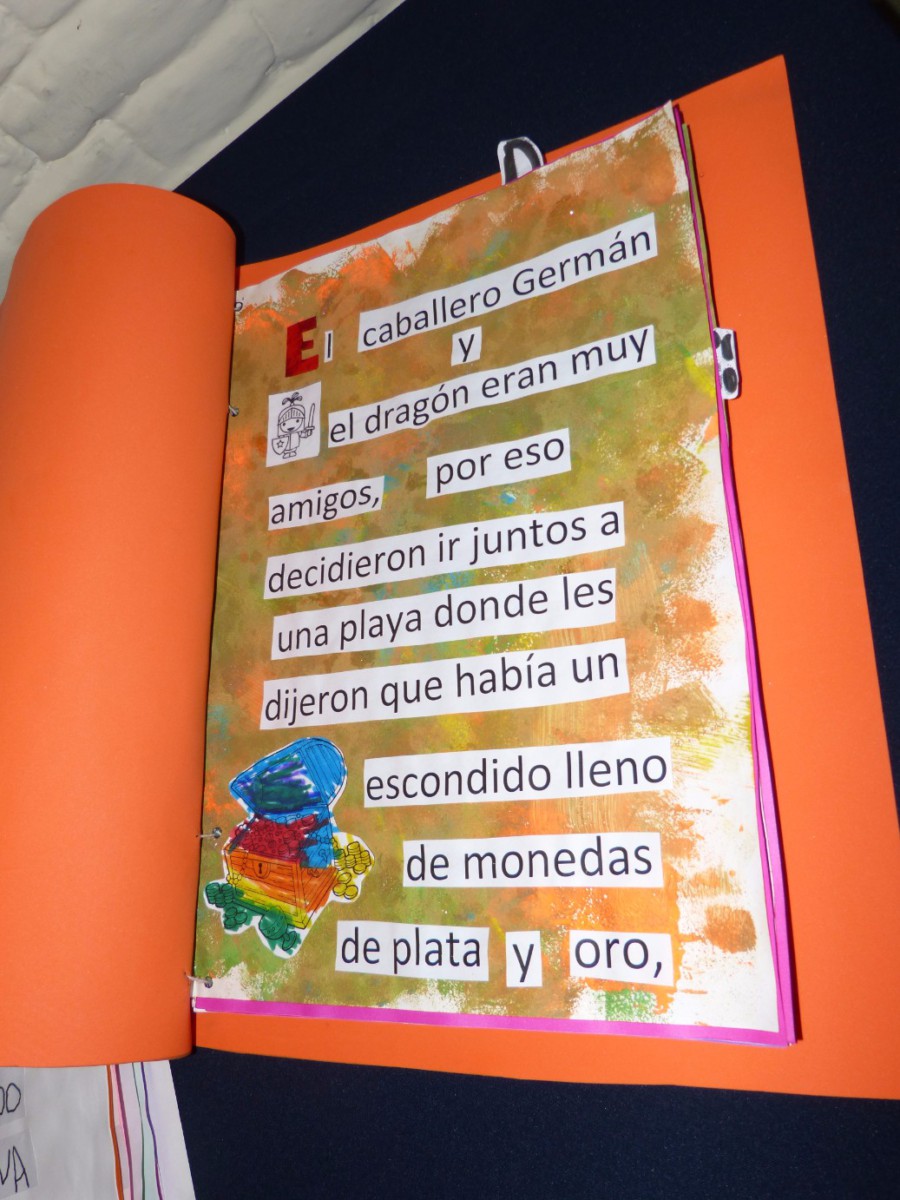 El caballero Germán
y
el dragón eran muy
amigos, por eso
decidieron ir juntos a
una playa donde les
dijeron que había un
escondido lleno
de monedas
de plata y oro,